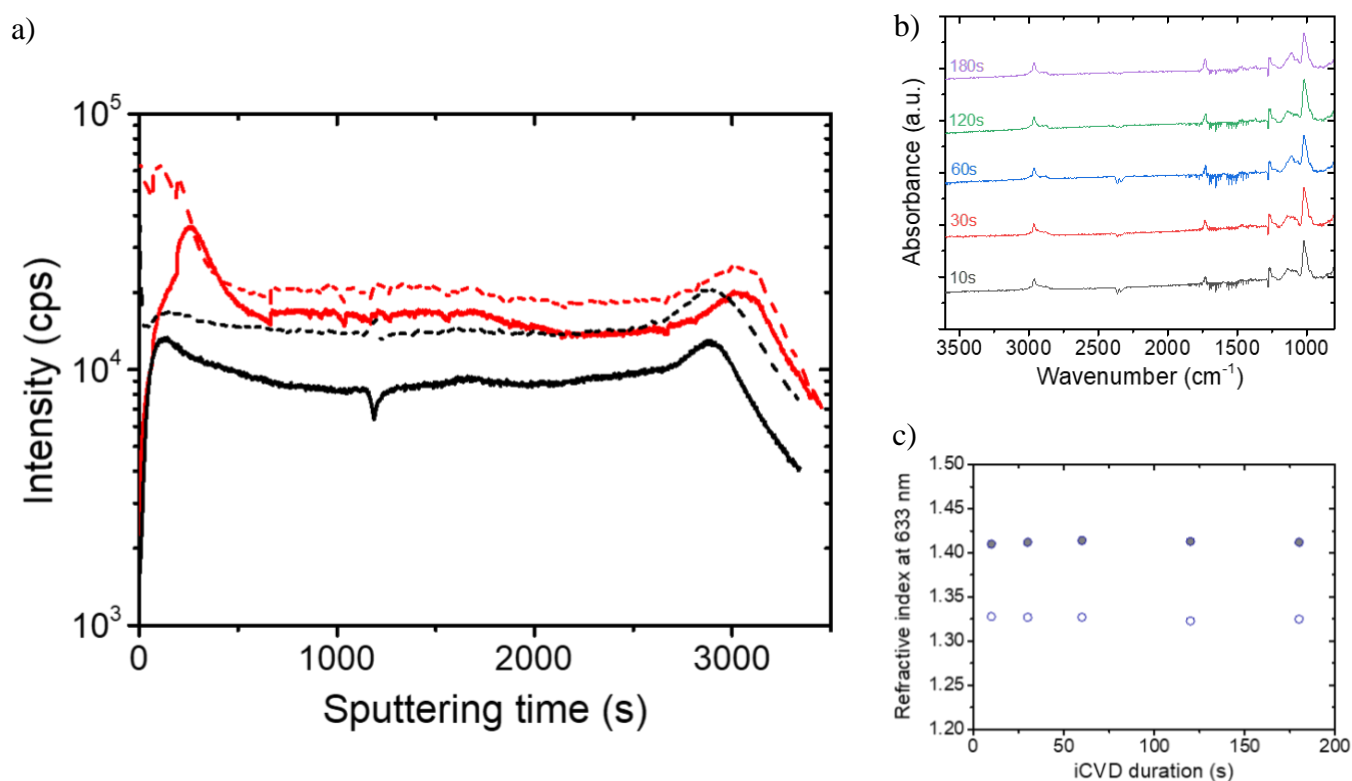 a)
Intensity (cps)
10^5
10^4
10^3
0
1000
2000
3000
Sputtering time (s)
b)
Absorbance (a.u.)
180s
120s
60s
30s
10s
3500
3000
2500
2000
1500
1000
Wavenumber (cm^-1)
c)
Refractive index at 633 nm
1.50
1.45
1.40
1.35
1.30
1.25
1.20
0
50
100
150
200
iCVD duration (s)